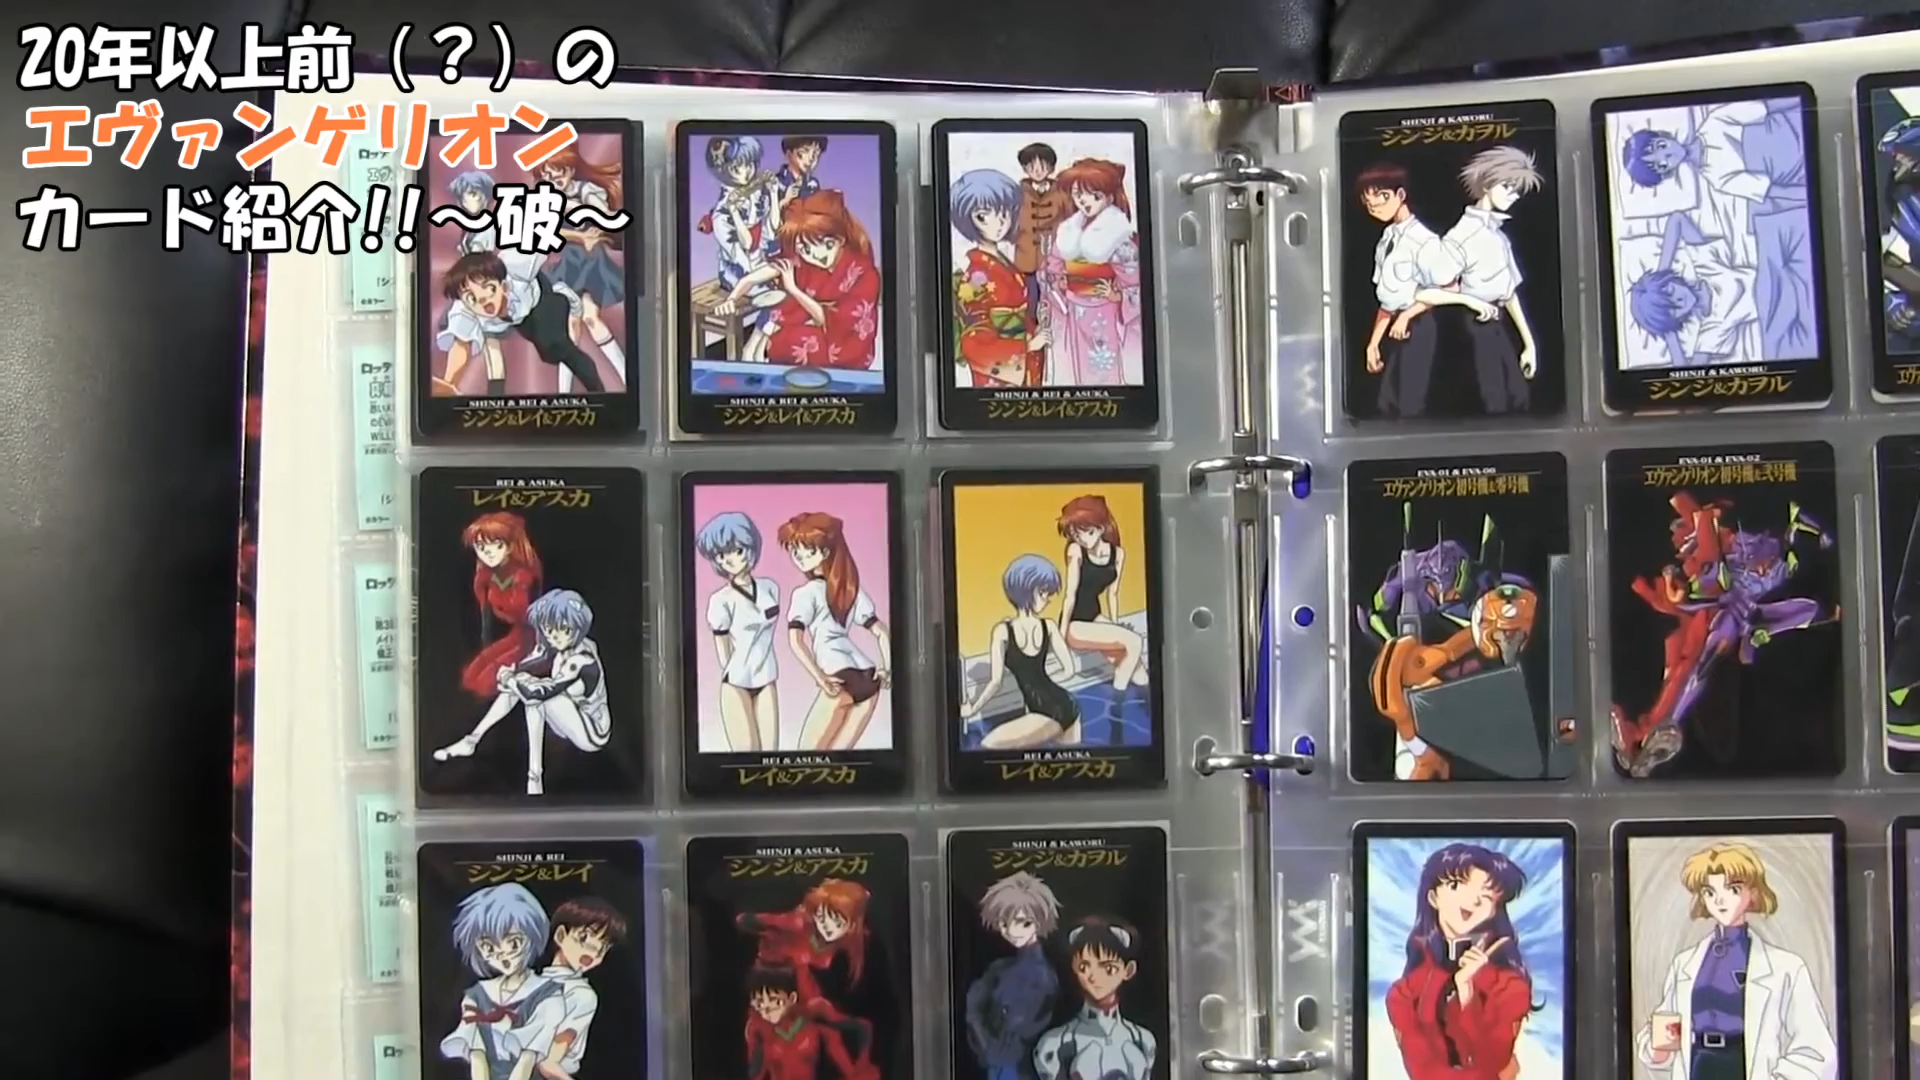 20年以上前（？）の
エヴァンゲリオン
カード紹介!!〜破〜
SHINJI & REI & ASUKA
シンジ&レイ&アスカ
SHINJI & REI & ASUKA
シンジ&レイ&アスカ
SHINJI & REI & ASUKA
シンジ&レイ&アスカ
SHINJI & KAWORU
シンジ&カヲル
SHINJI & KAWORU
シンジ&カヲル
REI & ASUKA
レイ&アスカ
REI & ASUKA
レイ&アスカ
REI & ASUKA
レイ&アスカ
EVA-01 & EVA-00
エヴァンゲリオン初号機&零号機
EVA-01 & EVA-02
エヴァンゲリオン初号機&弐号機
SHINJI & REI
シンジ&レイ
SHINJI & ASUKA
シンジ&アスカ
SHINJI & KAWORU
シンジ&カヲル